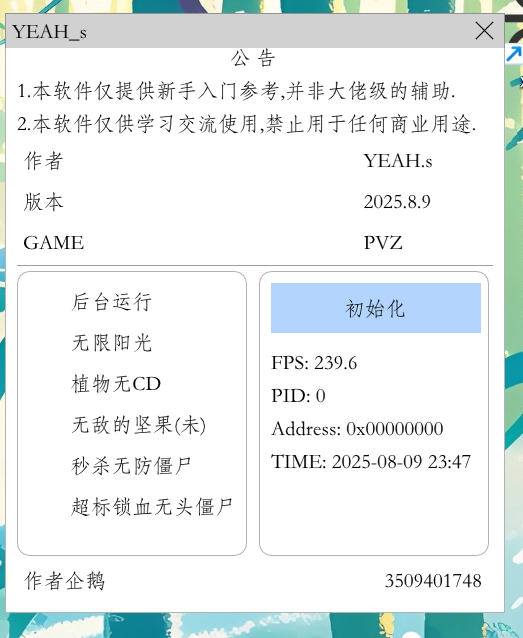 YEAH_s
公 告
1.本软件仅提供新手入门参考,并非大佬级的辅助.
2.本软件仅供学习交流使用,禁止用于任何商业用途.
作者 YEAH.s
版本 2025.8.9
GAME PVZ
后台运行
无限阳光
植物无CD
无敌的坚果(未)
秒杀无防僵尸
超标锁血无头僵尸
初始化
FPS: 239.6
PID: 0
Address: 0x00000000
TIME: 2025-08-09 23:47
作者企鹅 3509401748